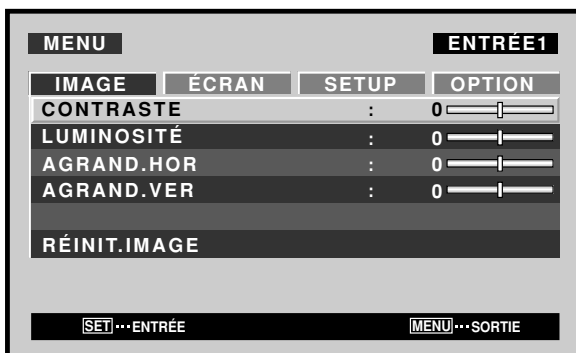 MENU ENTRÉE1
IMAGE ÉCRAN SETUP OPTION
CONTRASTE : 0
LUMINOSITÉ : 0
AGRAND.HOR : 0
AGRAND.VER : 0
RÉINIT.IMAGE
SET···ENTRÉE MENU···SORTIE